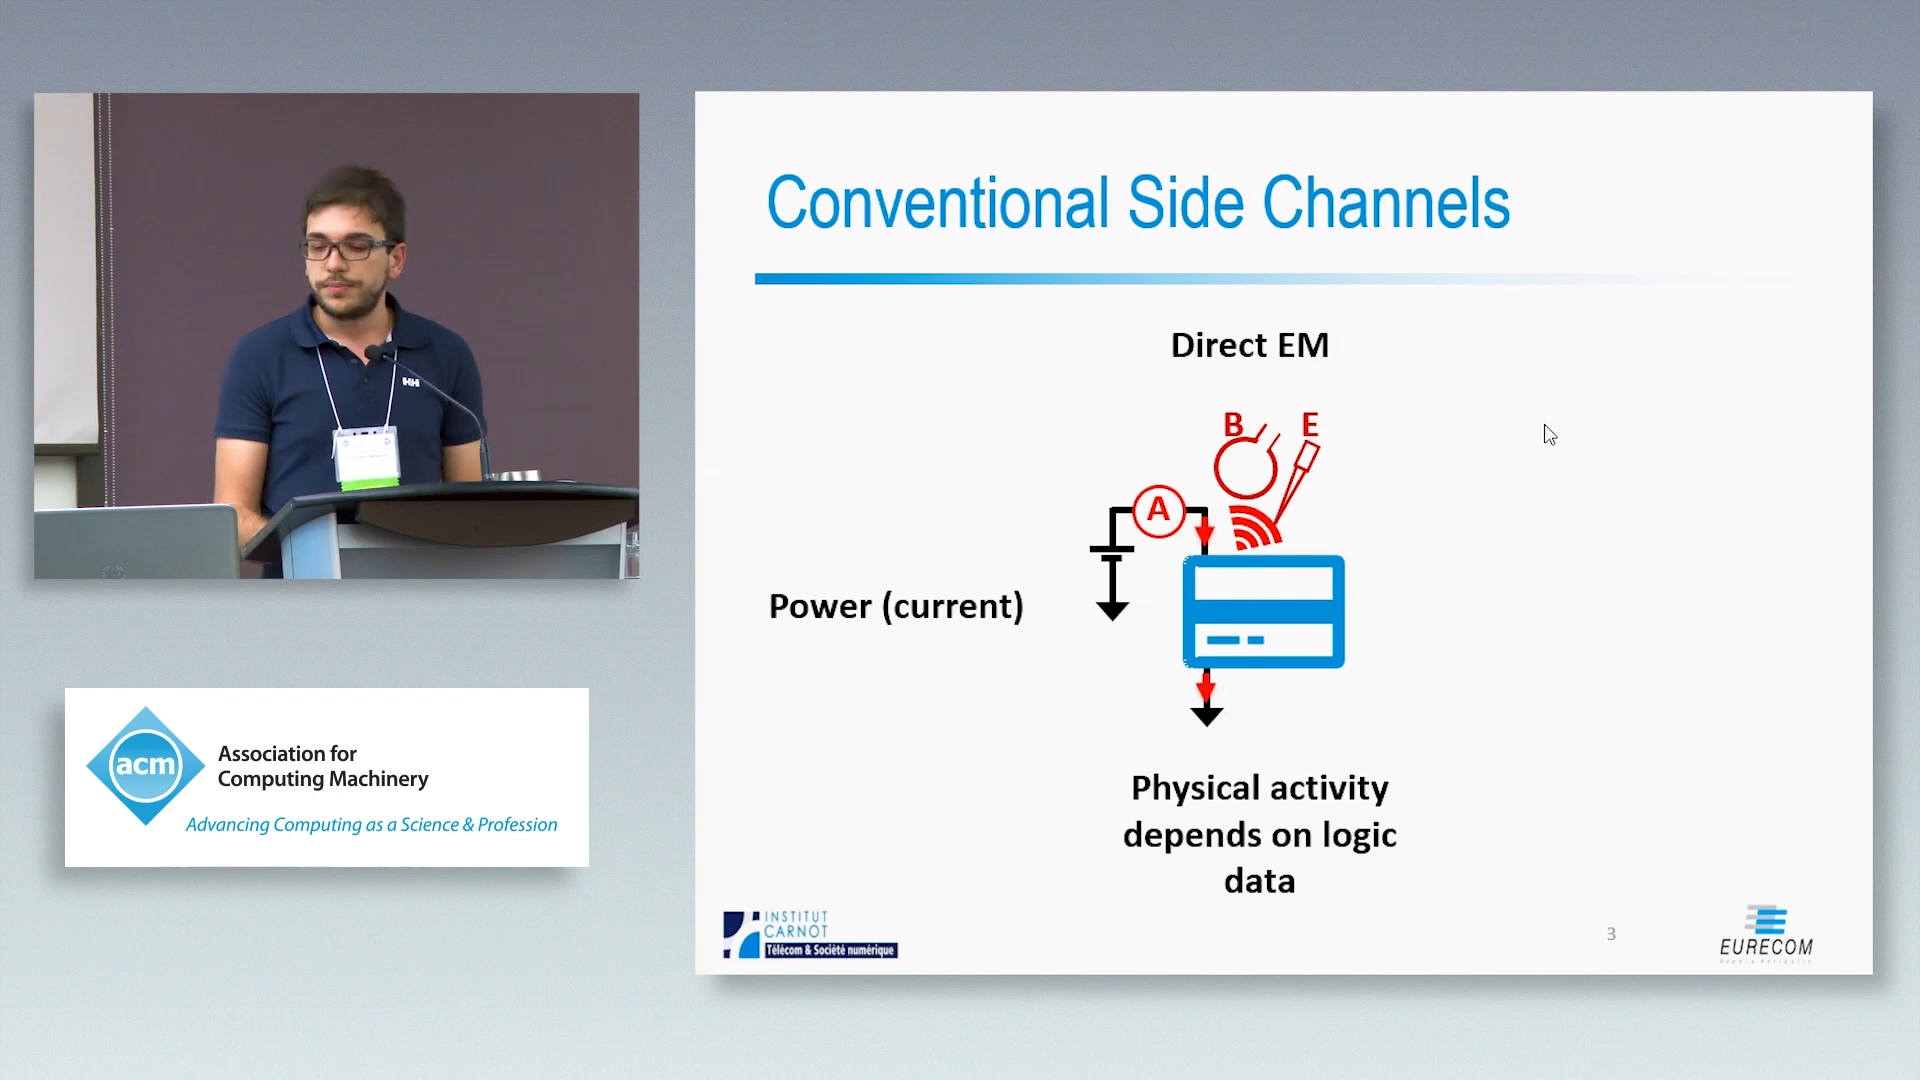 HH
acm
Association for
Computing Machinery
Advancing Computing as a Science & Profession
Conventional Side Channels
Direct EM
B E
A
Power (current)
Physical activity
depends on logic
data
INSTITUT
CARNOT
Télécom & Société numérique
3
EURECOM